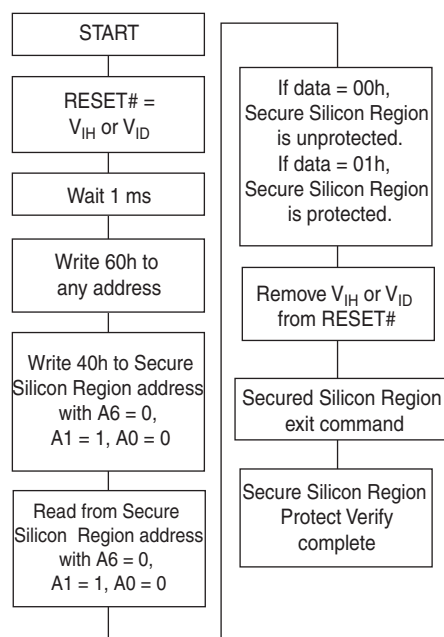 START
RESET# =
VIH or VID
Wait 1 ms
Write 60h to
any address
Write 40h to Secure
Silicon Region address
with A6 = 0,
A1 = 1, A0 = 0
Read from Secure
Silicon Region address
with A6 = 0,
A1 = 1, A0 = 0
If data = 00h,
Secure Silicon Region
is unprotected.
If data = 01h,
Secure Silicon Region
is protected.
Remove VIH or VID
from RESET#
Secured Silicon Region
exit command
Secure Silicon Region
Protect Verify
complete